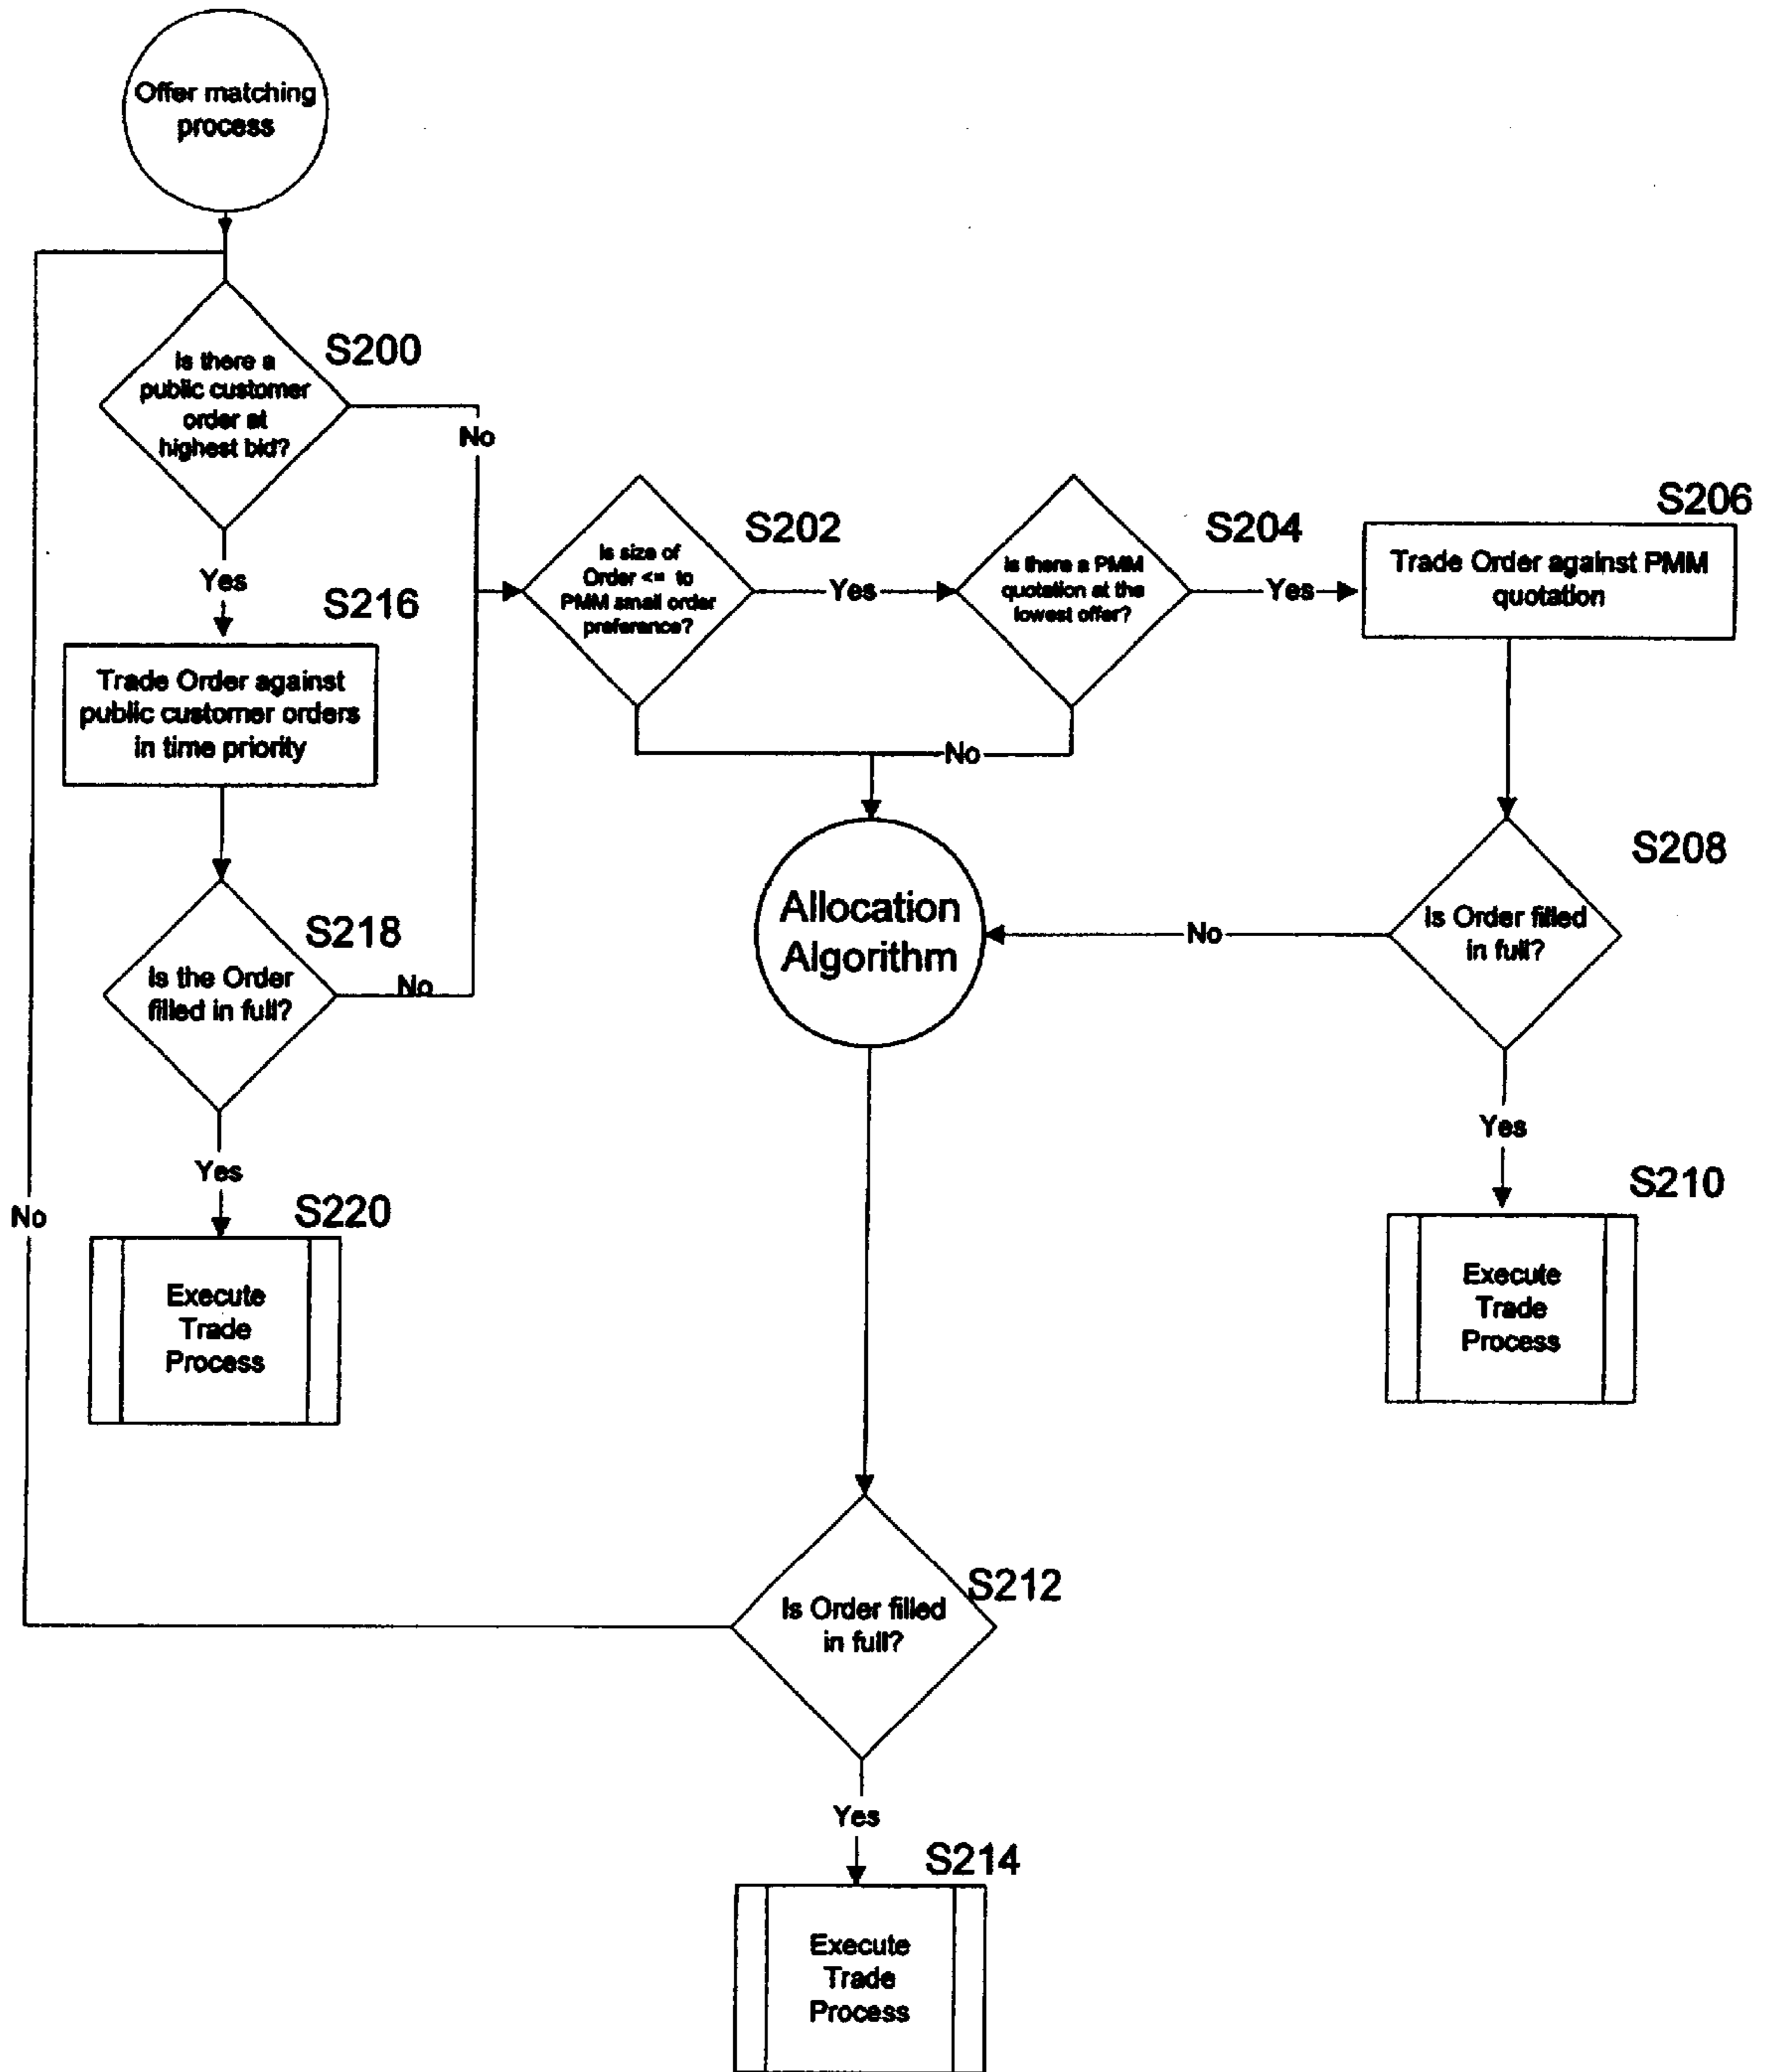 Offer matching
process
S200
Is there a
public customer
order at
highest bid?
No
Yes
S216
Trade Order against
public customer orders
in time priority
S218
Is the Order
filled in full?
No
Yes
S220
Execute
Trade
Process
S202
Is size of
Order <= to
PMM small order
preference?
Yes
S204
Is there a PMM
quotation at the
lowest offer?
Yes
No
S206
Trade Order against PMM
quotation
S208
Is Order filled
in full?
No
Yes
S210
Execute
Trade
Process
Allocation
Algorithm
S212
Is Order filled
in full?
No
Yes
S214
Execute
Trade
Process